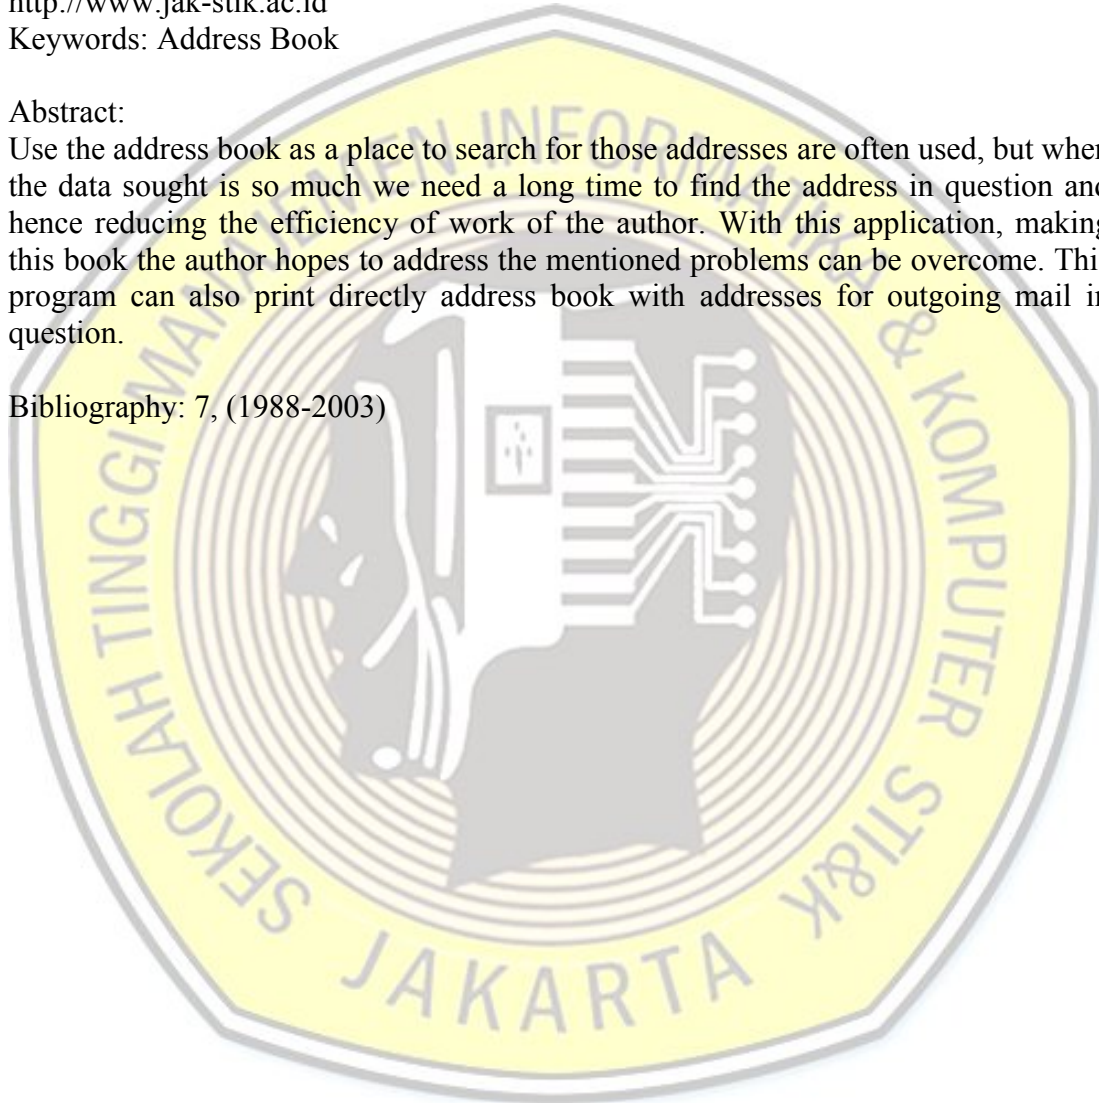 http://www.jak-stik.ac.id
Keywords: Address Book
Abstract:
Use the address book as a place to search for those addresses are often used, but when
the data sought is so much we need a long time to find the address in question and
hence reducing the efficiency of work of the author. With this application, making
this book the author hopes to address the mentioned problems can be overcome. This
program can also print directly address book with addresses for outgoing mail in
question.
Bibliography: 7, (1988-2003)
SEKOLAH TINGGI MANAJEMEN INFORMATIKA & KOMPUTER STI&K
JAKARTA